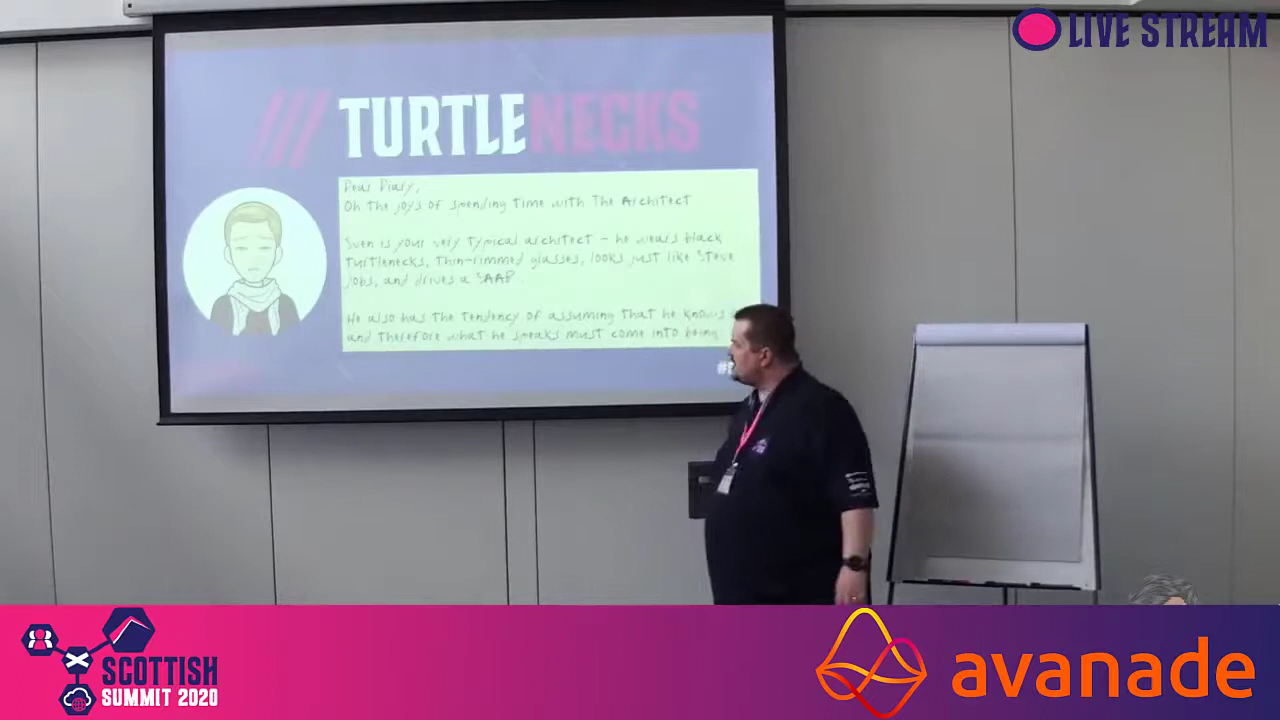 LIVE STREAM
/// TURTLENECKS
Dear Diary,
Oh the joys of spending time with The Architect
Sven is your very typical architect - he wears black
turtlenecks, thin-rimmed glasses, looks just like Steve
Jobs, and drives a SAAB.
He also has the tendency of assuming that he knows
and therefore what he speaks must come into being
SCOTTISH
SUMMIT 2020
avanade